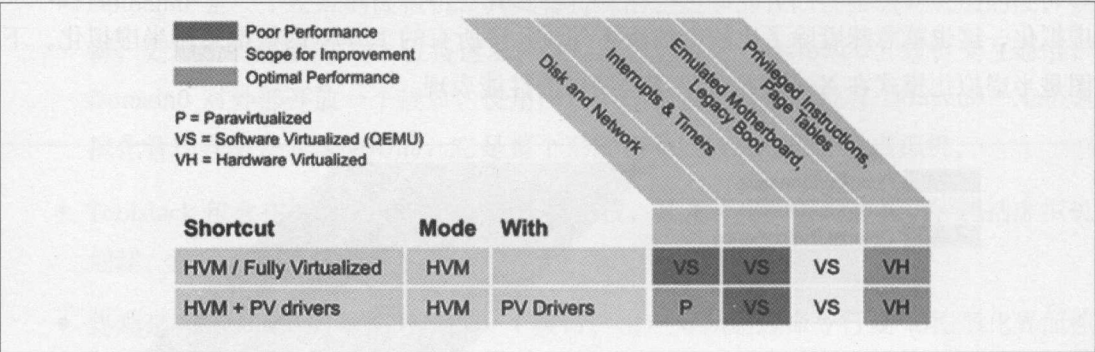 Poor Performance
Scope for Improvement
Optimal Performance
P = Paravirtualized
VS = Software Virtualized (QEMU)
VH = Hardware Virtualized
Disk and Network
Interrupts & Timers
Emulated Motherboard,
Legacy Boot
Privileged Instructions,
Page Tables
Shortcut Mode With
HVM / Fully Virtualized HVM VS VS VS VH
HVM + PV drivers HVM PV Drivers P VS VS VH